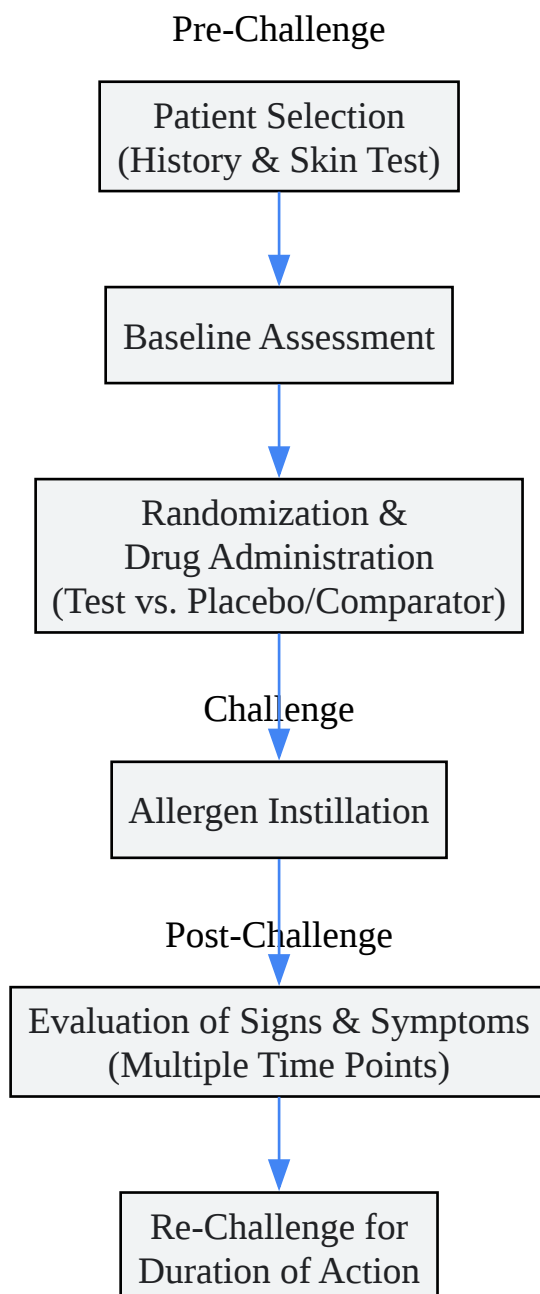 Pre-Challenge
Patient Selection
(History & Skin Test)
Baseline Assessment
Randomization &
Drug Administration
(Test vs. Placebo/Comparator)
Challenge
Allergen Instillation
Post-Challenge
Evaluation of Signs & Symptoms
(Multiple Time Points)
Re-Challenge for
Duration of Action